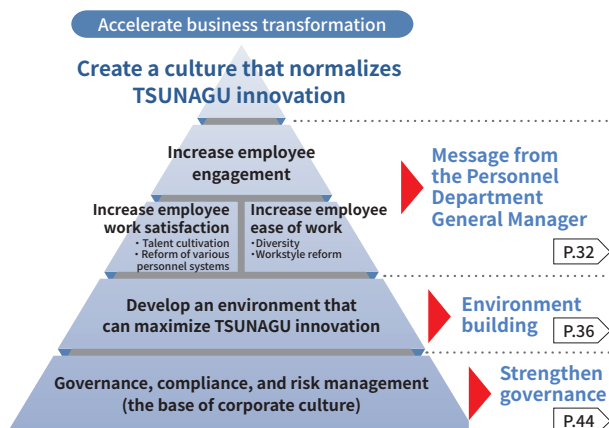 Accelerate business transformation
Create a culture that normalizes
TSUNAGU innovation
Increase employee
engagement
Message from
the Personnel
Department
General Manager
P.32
Increase employee
work satisfaction
・Talent cultivation
・Reform of various
personnel systems
Increase employee
ease of work
・Diversity
・Workstyle reform
Develop an environment that
can maximize TSUNAGU innovation
Environment
building
P.36
Governance, compliance, and risk management
(the base of corporate culture)
Strengthen
governance
P.44